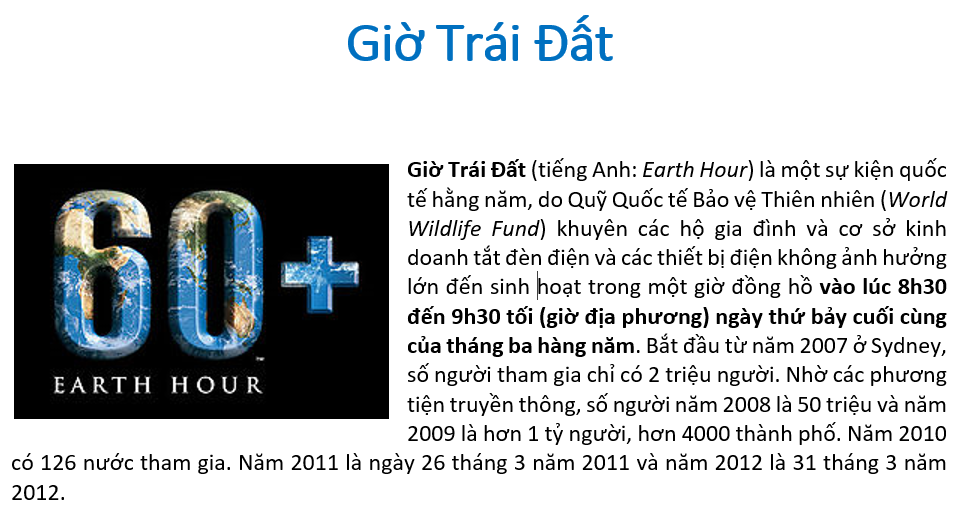 Giờ Trái Đất
60+
™
EARTH HOUR
Giờ Trái Đất (tiếng Anh: Earth Hour) là một sự kiện quốc
tế hằng năm, do Quỹ Quốc tế Bảo vệ Thiên nhiên (World
Wildlife Fund) khuyên các hộ gia đình và cơ sở kinh
doanh tắt đèn điện và các thiết bị điện không ảnh hưởng
lớn đến sinh hoạt trong một giờ đồng hồ vào lúc 8h30
đến 9h30 tối (giờ địa phương) ngày thứ bảy cuối cùng
của tháng ba hàng năm. Bắt đầu từ năm 2007 ở Sydney,
số người tham gia chỉ có 2 triệu người. Nhờ các phương
tiện truyền thông, số người năm 2008 là 50 triệu và năm
2009 là hơn 1 tỷ người, hơn 4000 thành phố. Năm 2010
có 126 nước tham gia. Năm 2011 là ngày 26 tháng 3 năm 2011 và năm 2012 là 31 tháng 3 năm
2012.